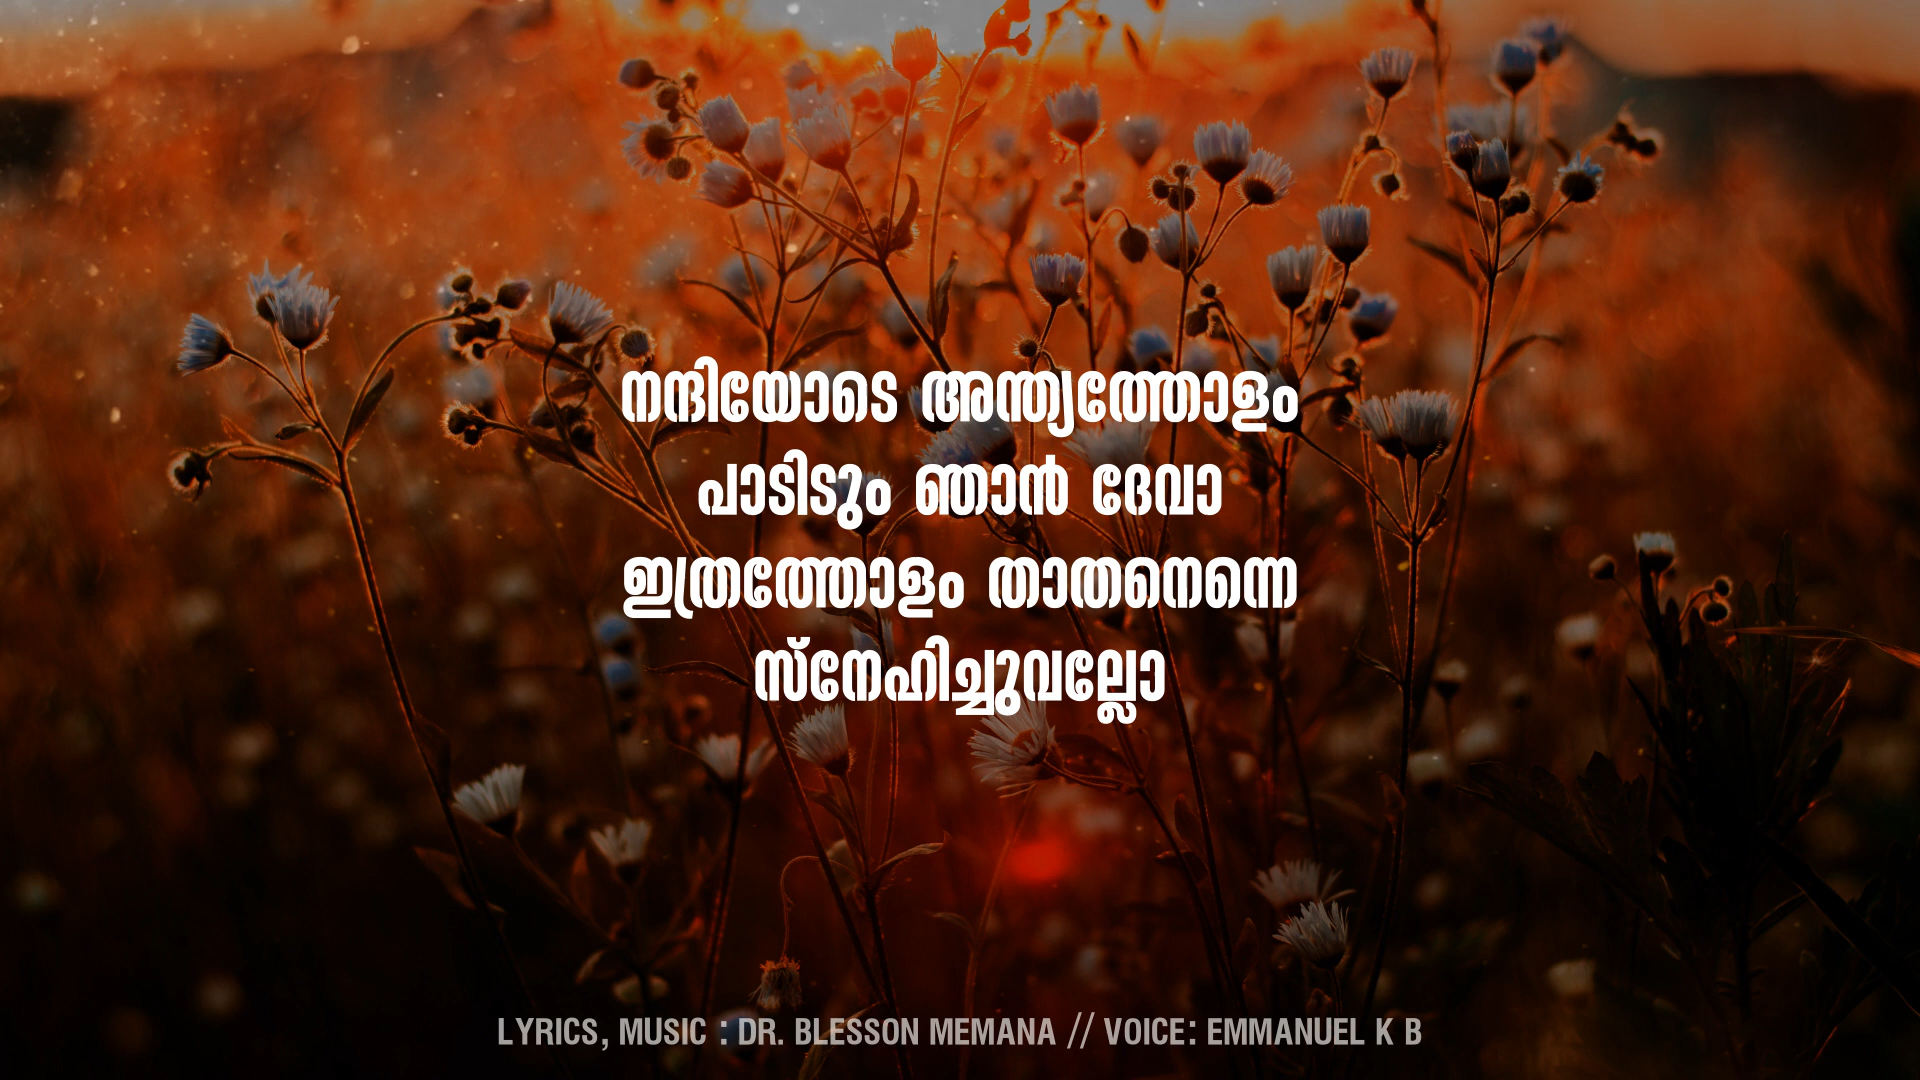 നന്ദിയോടെ അന്ത്യത്തോളം
പാടിടും ഞാൻ ദേവാ
ഇത്രത്തോളം താതനെന്നെ
സ്നേഹിച്ചുവല്ലോ
LYRICS, MUSIC : DR. BLESSON MEMANA // VOICE: EMMANUEL K B